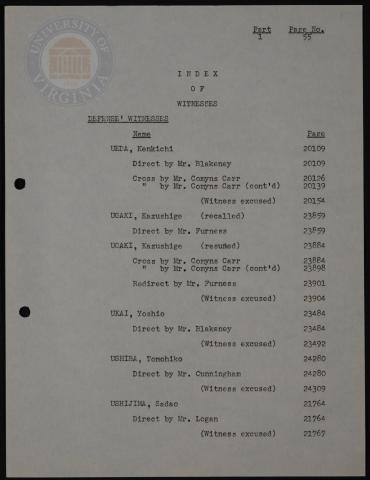 UNIVERSITY OF VIRGINIA
Part Page No.
1 95
INDEX
OF
WITNESSES
DEFENSE' WITNESSES
Name Page
UEDA, Kenkichi 20109
Direct by Mr. Blakeney 20109
Cross by Mr. Comyns Carr 20126
" by Mr. Comyns Carr (cont'd) 20139
(Witness excused) 20154
UGAKI, Kazushige (recalled) 23859
Direct by Mr. Furness 23859
UGAKI, Kazushige (resumed) 23884
Cross by Mr. Comyns Carr 23884
" by Mr. Comyns Carr (cont'd) 23898
Redirect by Mr. Furness 23901
(Witness excused) 23904
UKAI, Yoshio 23484
Direct by Mr. Blakeney 23484
(Witness excused) 23492
USHIBA, Tomohiko 24280
Direct by Mr. Cunningham 24280
(Witness excused) 24309
USHIJIMA, Sadao 21764
Direct by Mr. Logan 21764
(Witness excused) 21767